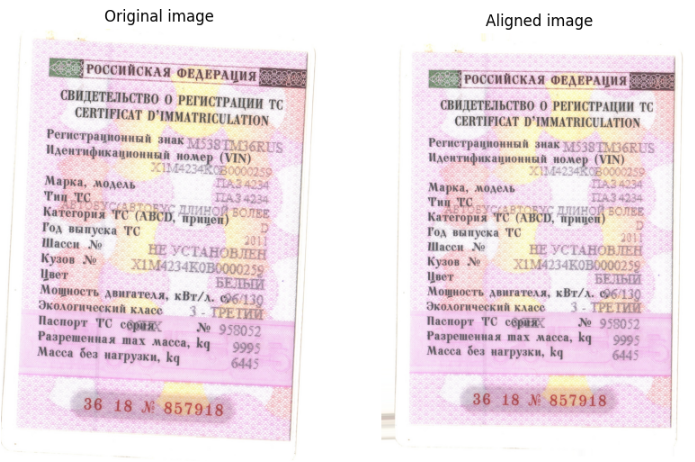 Original image
РОССИЙСКАЯ ФЕДЕРАЦИЯ
СВИДЕТЕЛЬСТВО О РЕГИСТРАЦИИ ТС
CERTIFICAT D'IMMATRICULATION
Регистрационный знак М538ТМ36RUS
Идентификационный номер (VIN)
X1M4234K0B0000259
Марка, модель ПАЗ 4234
Тип ТС ПАЗ 4234
АВТОБУС/АВТОБУС ДЛИНОЙ БОЛЕЕ
Категория ТС (ABCD, прицеп) D
Год выпуска ТС 2011
Шасси № НЕ УСТАНОВЛЕН
Кузов № X1M4234K0B0000259
Цвет БЕЛЫЙ
Мощность двигателя, кВт/л. с. 96/130
Экологический класс 3 - ТРЕТИЙ
Паспорт ТС серия № 958052
Разрешенная max масса, kg 9995
Масса без нагрузки, kg 6445
36 18 № 857918
Aligned image
РОССИЙСКАЯ ФЕДЕРАЦИЯ
СВИДЕТЕЛЬСТВО О РЕГИСТРАЦИИ ТС
CERTIFICAT D'IMMATRICULATION
Регистрационный знак М538ТМ36RUS
Идентификационный номер (VIN)
X1M4234K0B0000259
Марка, модель ПАЗ 4234
Тип ТС ПАЗ 4234
АВТОБУС/АВТОБУС ДЛИНОЙ БОЛЕЕ
Категория ТС (ABCD, прицеп) D
Год выпуска ТС 2011
Шасси № НЕ УСТАНОВЛЕН
Кузов № X1M4234K0B0000259
Цвет БЕЛЫЙ
Мощность двигателя, кВт/л. с. 96/130
Экологический класс 3 - ТРЕТИЙ
Паспорт ТС серия № 958052
Разрешенная max масса, kg 9995
Масса без нагрузки, kg 6445
36 18 № 857918